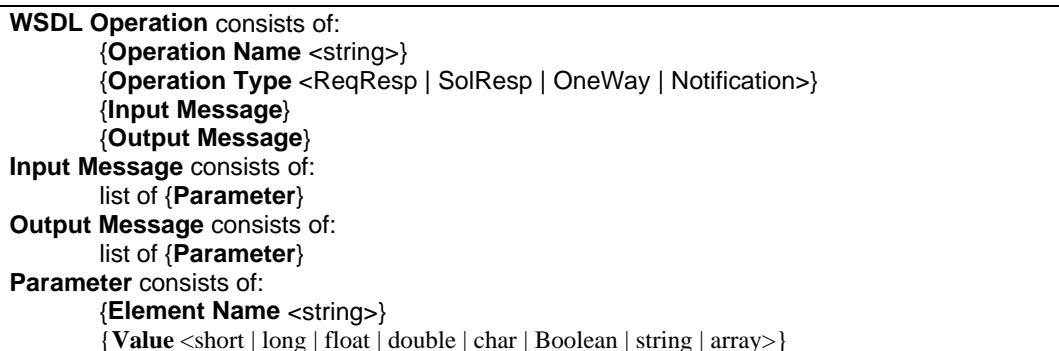 WSDL Operation consists of:
{Operation Name <string>}
{Operation Type <ReqResp | SolResp | OneWay | Notification>}
{Input Message}
{Output Message}
Input Message consists of:
list of {Parameter}
Output Message consists of:
list of {Parameter}
Parameter consists of:
{Element Name <string>}
{Value <short | long | float | double | char | Boolean | string | array>}